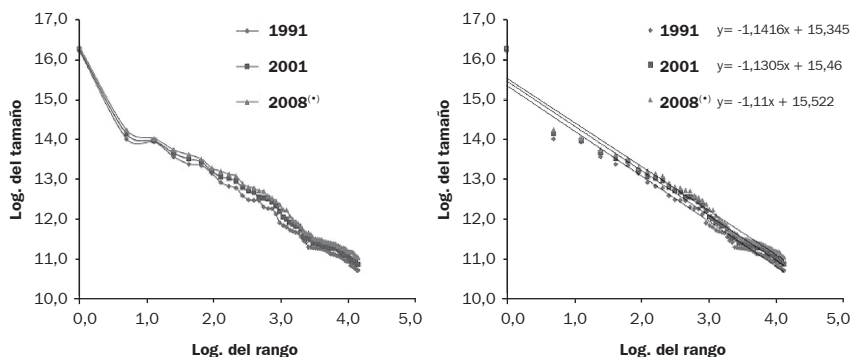 17,0
16,0
15,0
14,0
13,0
12,0
11,0
10,0
Log. del tamaño
1991
2001
2008(•)
0,0 1,0 2,0 3,0 4,0 5,0
Log. del rango
17,0
16,0
15,0
14,0
13,0
12,0
11,0
10,0
Log. del tamaño
1991 y= -1,1416x + 15,345
2001 y= -1,1305x + 15,46
2008(•) y= -1,11x + 15,522
0,0 1,0 2,0 3,0 4,0 5,0
Log. del rango